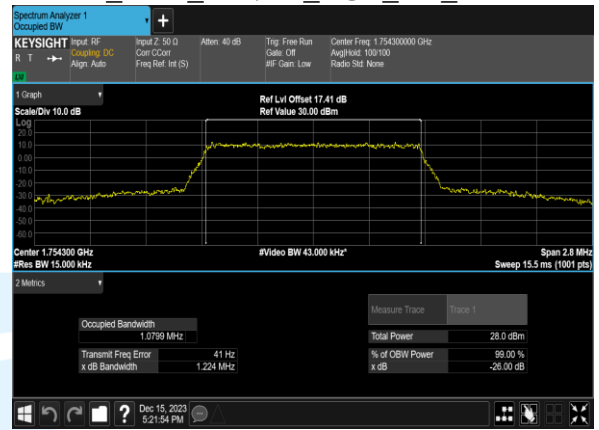 Spectrum Analyzer 1
Occupied BW
+
KEYSIGHT Input: RF Input Z: 50 Ω Atten: 40 dB Trig: Free Run Center Freq: 1.754300000 GHz
R T Coupling: DC Corr CCorr Gate: Off Avg|Hold: 100/100
Align: Auto Freq Ref: Int (S) #IF Gain: Low Radio Std: None
LV
1 Graph Ref Lvl Offset 17.41 dB
Scale/Div 10.0 dB Ref Value 30.00 dBm
Log
20.0
10.0
0.00
-10.0
-20.0
-30.0
-40.0
-50.0
-60.0
Center 1.754300 GHz #Video BW 43.000 kHz* Span 2.8 MHz
#Res BW 15.000 kHz Sweep 15.5 ms (1001 pts)
2 Metrics
Measure Trace Trace 1
Occupied Bandwidth
1.0799 MHz Total Power 28.0 dBm
Transmit Freq Error 41 Hz % of OBW Power 99.00 %
x dB Bandwidth 1.224 MHz x dB -26.00 dB
? Dec 15, 2023
5:21:54 PM